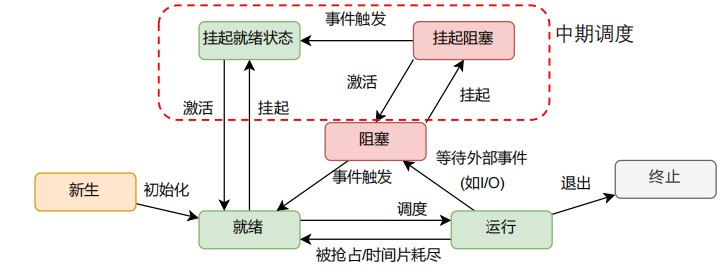 事件触发
挂起就绪状态
挂起阻塞
中期调度
激活
挂起
激活
挂起
阻塞
等待外部事件
(如I/O)
事件触发
新生
初始化
退出
终止
就绪
调度
运行
被抢占/时间片耗尽